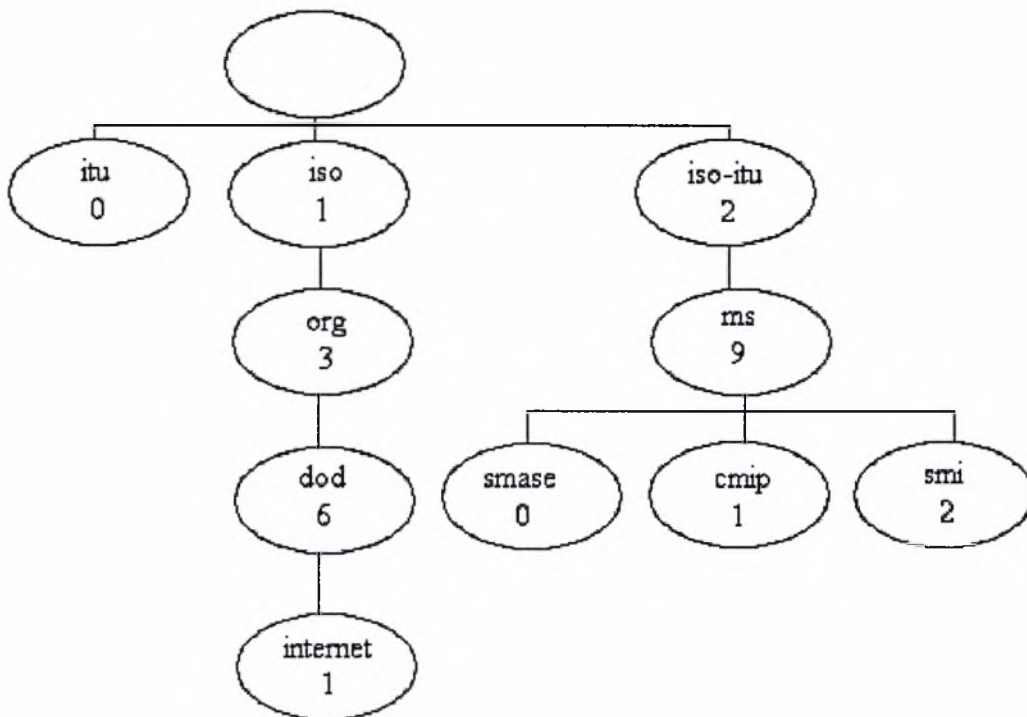 itu
0
iso
1
iso-itu
2
org
3
ms
9
dod
6
smase
0
cmip
1
smi
2
internet
1